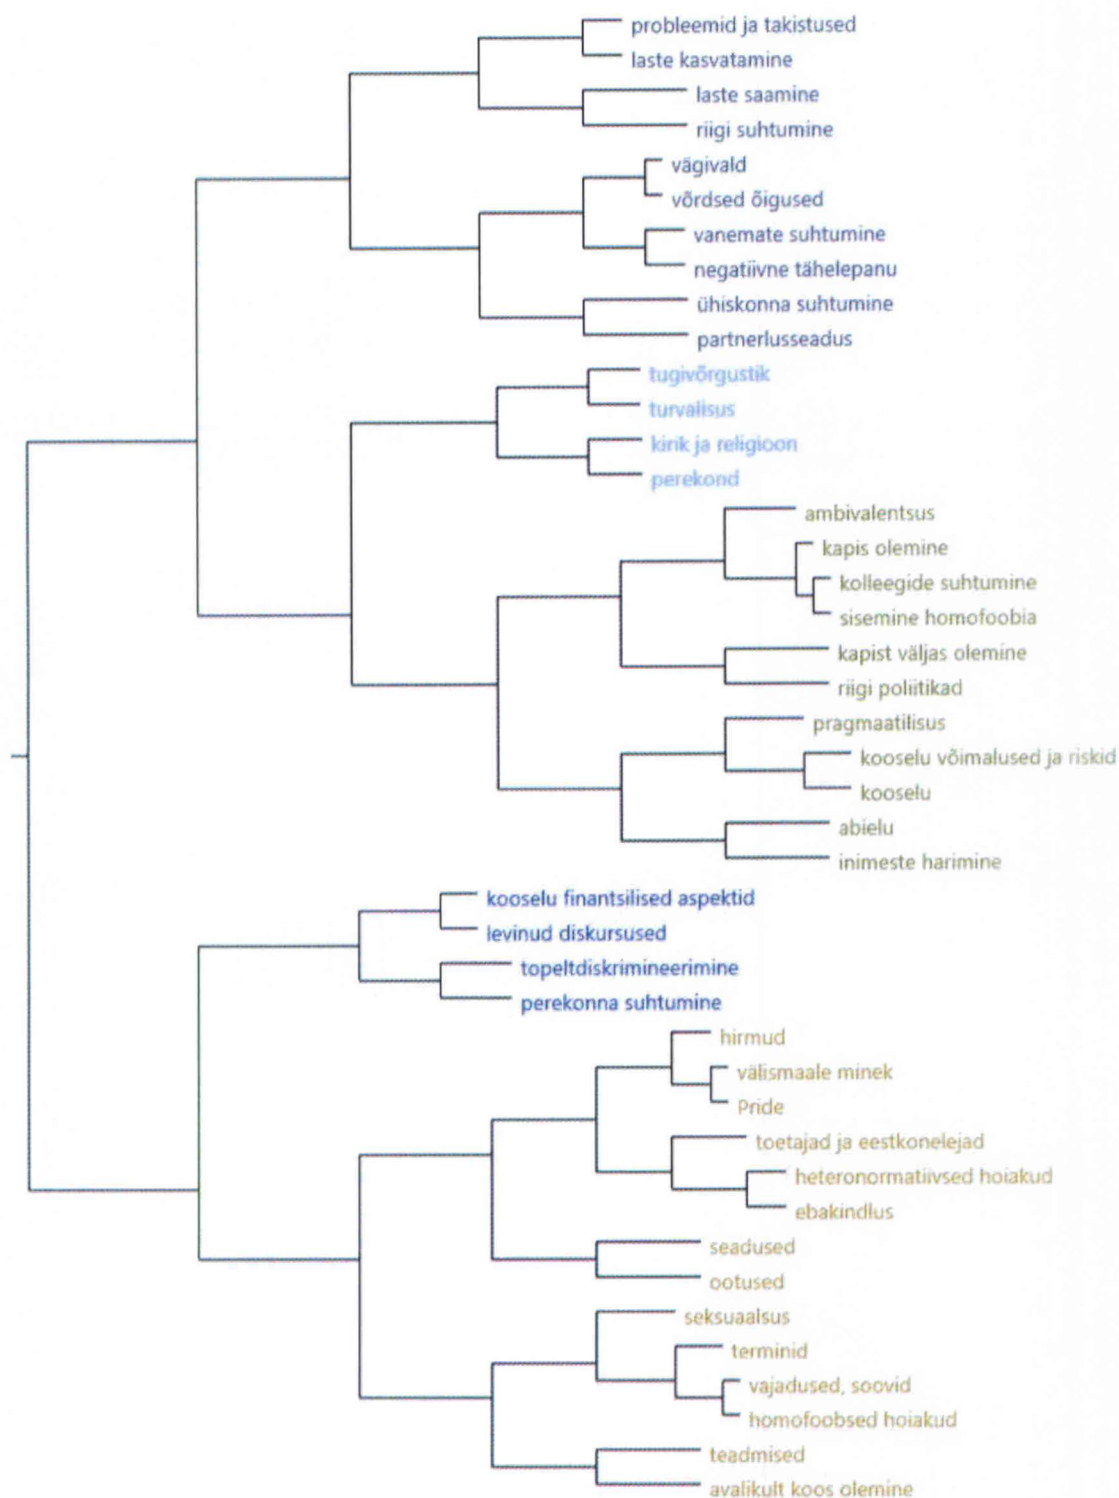 probleemid ja takistused
laste kasvatamine
laste saamine
riigi suhtumine
vägivald
võrdsed õigused
vanemate suhtumine
negatiivne tähelepanu
ühiskonna suhtumine
partnerlusseadus
tugivõrgustik
turvalisus
kirik ja religioon
perekond
ambivalentsus
kapis olemine
kolleegide suhtumine
sisemine homofoobia
kapist väljas olemine
riigi poliitikad
pragmaatilisus
kooselu võimalused ja riskid
kooselu
abielu
inimeste harimine
kooselu finantsilised aspektid
levinud diskursused
topeltdiskrimineerimine
perekonna suhtumine
hirmud
välismaale minek
Pride
toetajad ja eestkonelejad
heteronormatiivsed hoiakud
ebakindlus
seadused
ootused
seksuaalsus
terminid
vajadused, soovid
homofoobsed hoiakud
teadmised
avalikult koos olemine